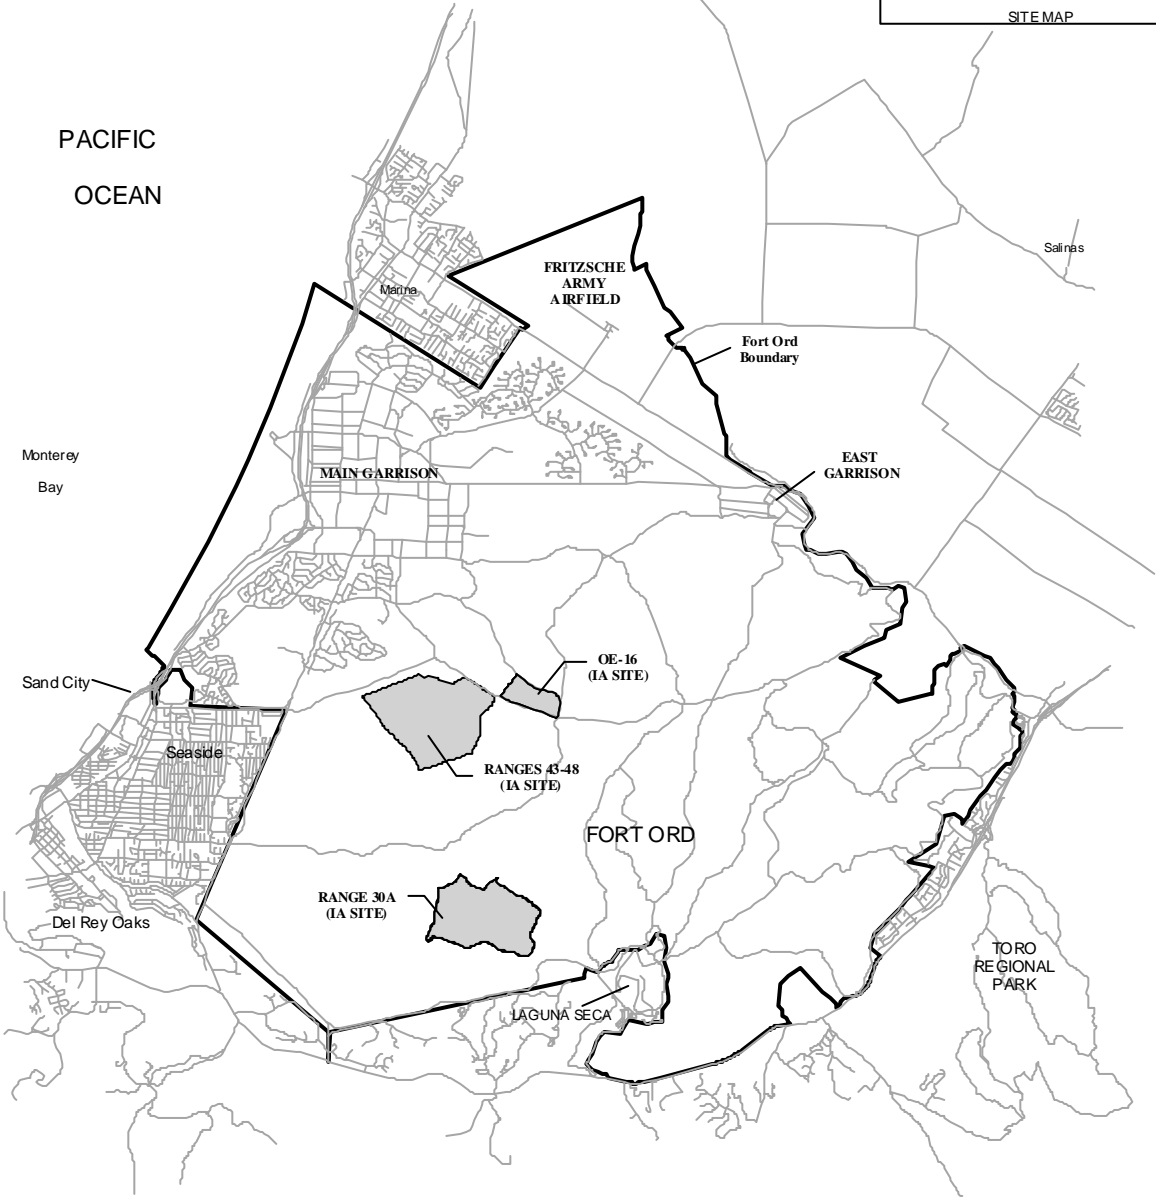 SITE MAP
PACIFIC
OCEAN
Salinas
FRITZSCHE
ARMY
AIRFIELD
Marina
Fort Ord
Boundary
Monterey
Bay
MAIN GARRISON
EAST
GARRISON
OE-16
(IA SITE)
Sand City
Seaside
RANGES 43-48
(IA SITE)
FORT ORD
RANGE 30A
(IA SITE)
Del Rey Oaks
TORO
REGIONAL
PARK
LAGUNA SECA